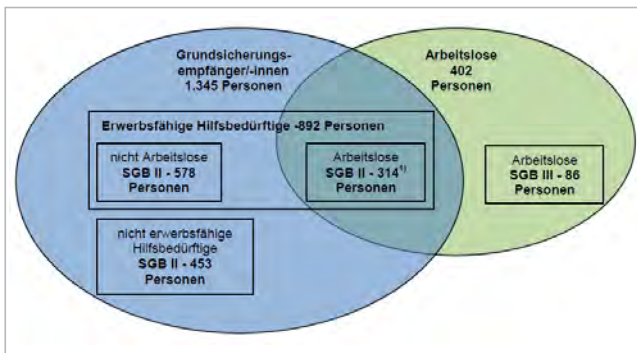 Grundsicherungs-
empfänger/-innen
1.345 Personen
Arbeitslose
402
Personen
Erwerbsfähige Hilfsbedürftige -892 Personen
nicht Arbeitslose
SGB II - 578
Personen
Arbeitslose
SGB II - 314¹⁾
Personen
Arbeitslose
SGB III - 86
Personen
nicht erwerbsfähige
Hilfsbedürftige
SGB II - 453
Personen